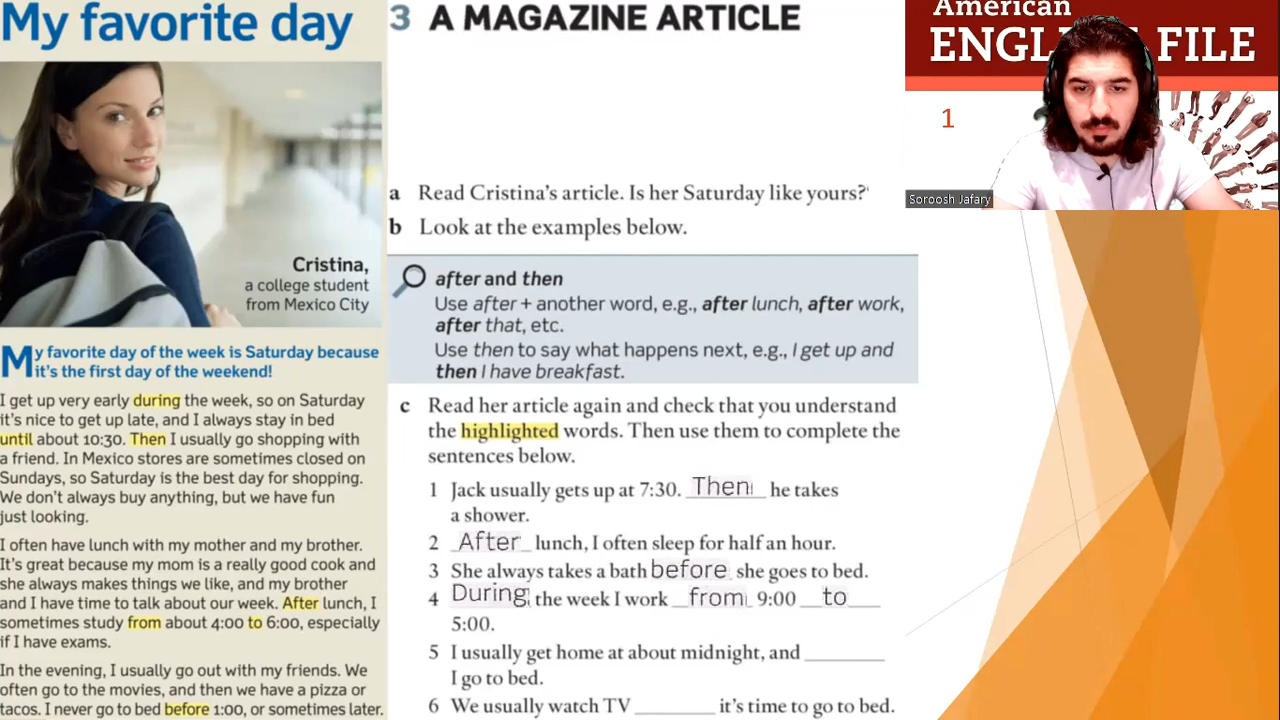 My favorite day
Cristina,
a college student
from Mexico City
My favorite day of the week is Saturday because
it's the first day of the weekend!
I get up very early during the week, so on Saturday
it's nice to get up late, and I always stay in bed
until about 10:30. Then I usually go shopping with
a friend. In Mexico stores are sometimes closed on
Sundays, so Saturday is the best day for shopping.
We don't always buy anything, but we have fun
just looking.
I often have lunch with my mother and my brother.
It's great because my mom is a really good cook and
she always makes things we like, and my brother
and I have time to talk about our week. After lunch, I
sometimes study from about 4:00 to 6:00, especially
if I have exams.
In the evening, I usually go out with my friends. We
often go to the movies, and then we have a pizza or
tacos. I never go to bed before 1:00, or sometimes later.
3 A MAGAZINE ARTICLE
a Read Cristina's article. Is her Saturday like yours?
b Look at the examples below.
after and then
Use after + another word, e.g., after lunch, after work,
after that, etc.
Use then to say what happens next, e.g., I get up and
then I have breakfast.
c Read her article again and check that you understand
the highlighted words. Then use them to complete the
sentences below.
1 Jack usually gets up at 7:30. Then he takes
a shower.
2 After lunch, I often sleep for half an hour.
3 She always takes a bath before she goes to bed.
4 During the week I work from 9:00 to
5:00.
5 I usually get home at about midnight, and ________
I go to bed.
6 We usually watch TV ________ it's time to go to bed.
American
ENGL FILE
1
Soroosh Jafary